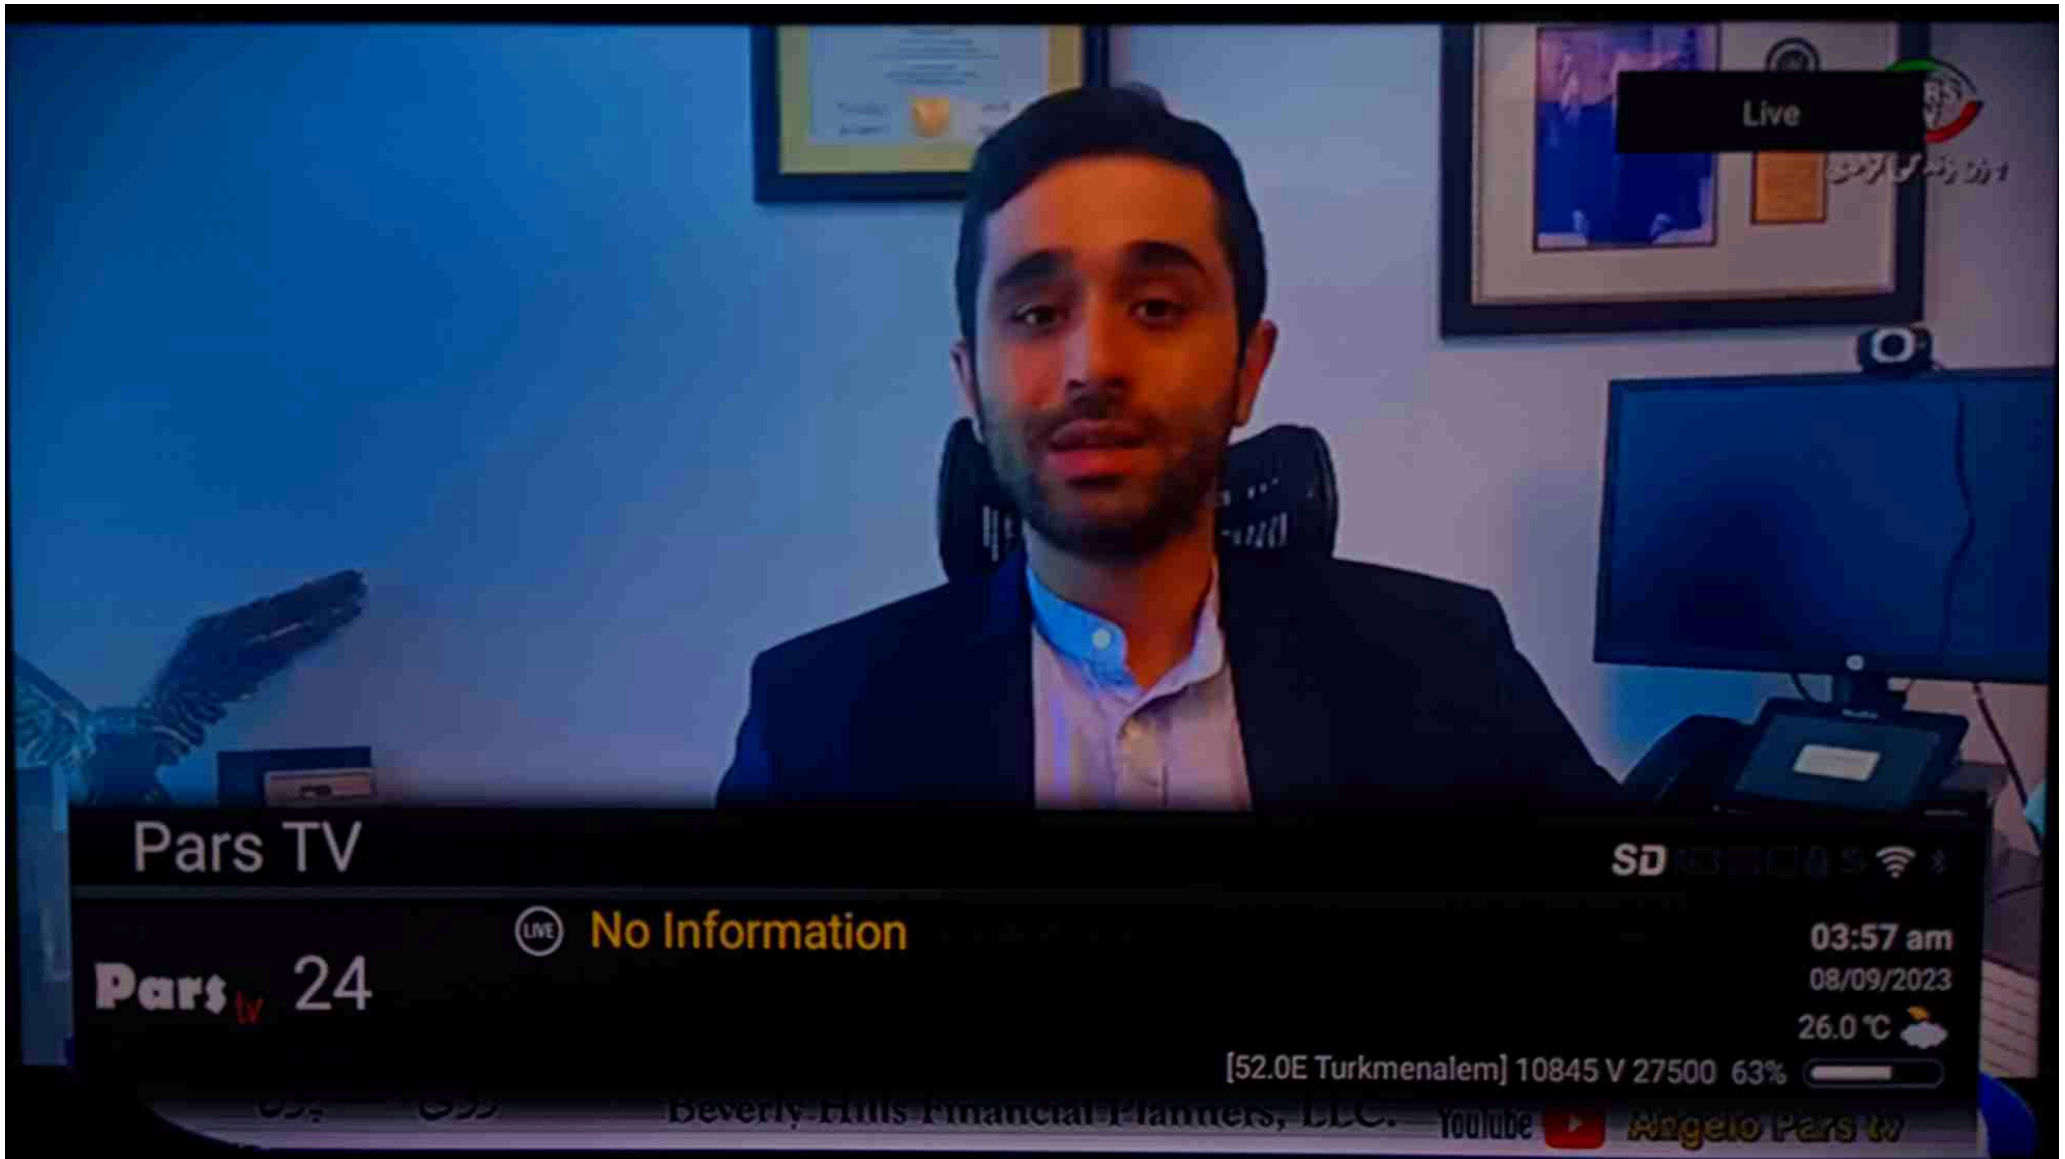 Live
Pars TV
SD
LIVE No Information
03:57 am
Pars tv 24
08/09/2023
26.0 °C
[52.0E Turkmenalem] 10845 V 27500 63%
Beverly Hills Financial Planners, LLC.
YouTube Angelo Pars tv